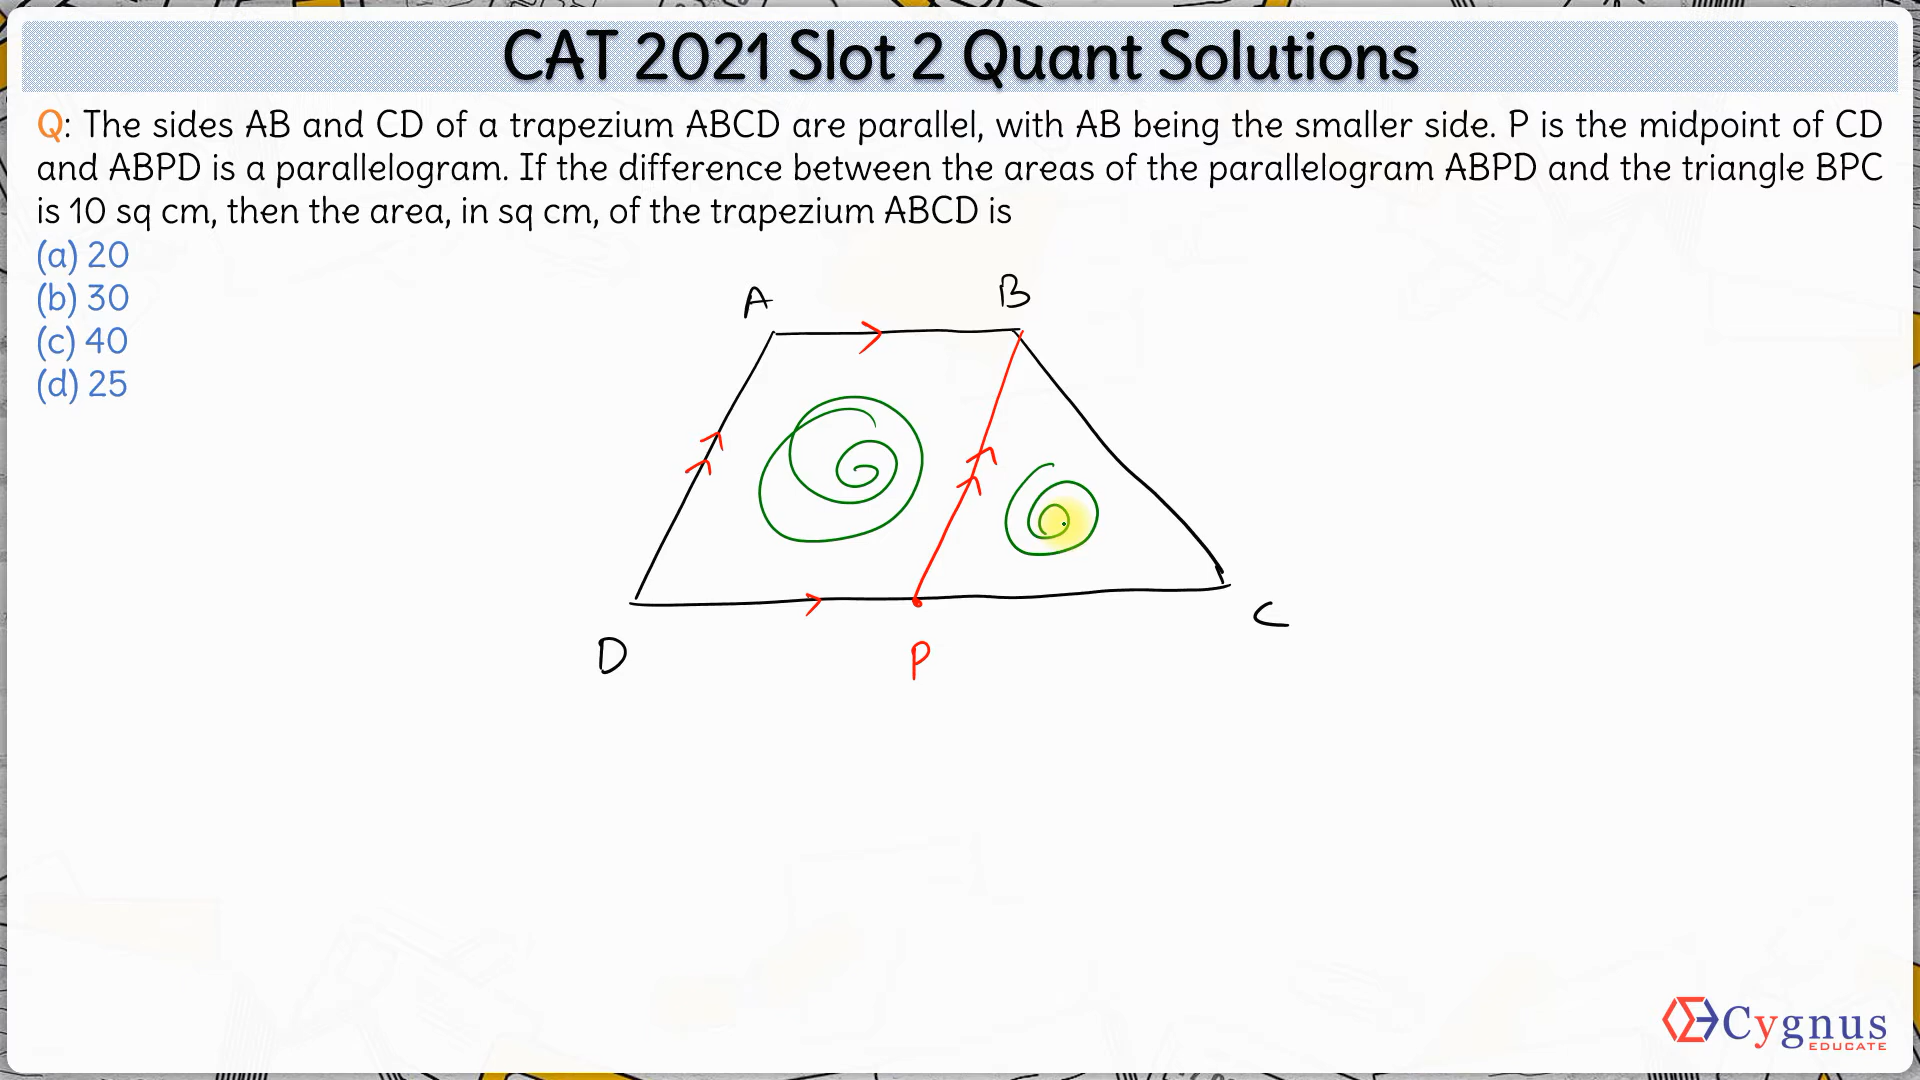 CAT 2021 Slot 2 Quant Solutions
Q: The sides AB and CD of a trapezium ABCD are parallel, with AB being the smaller side. P is the midpoint of CD
and ABPD is a parallelogram. If the difference between the areas of the parallelogram ABPD and the triangle BPC
is 10 sq cm, then the area, in sq cm, of the trapezium ABCD is
(a) 20
(b) 30
(c) 40
(d) 25
A B
D P C
Cygnus
EDUCATE